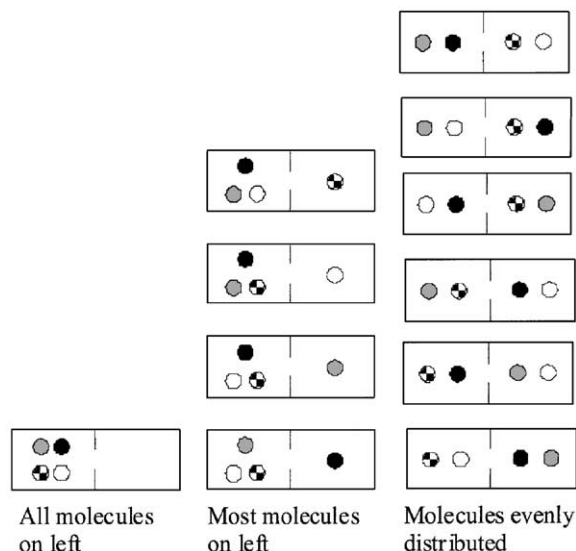 All molecules
on left
Most molecules
on left
Molecules evenly
distributed